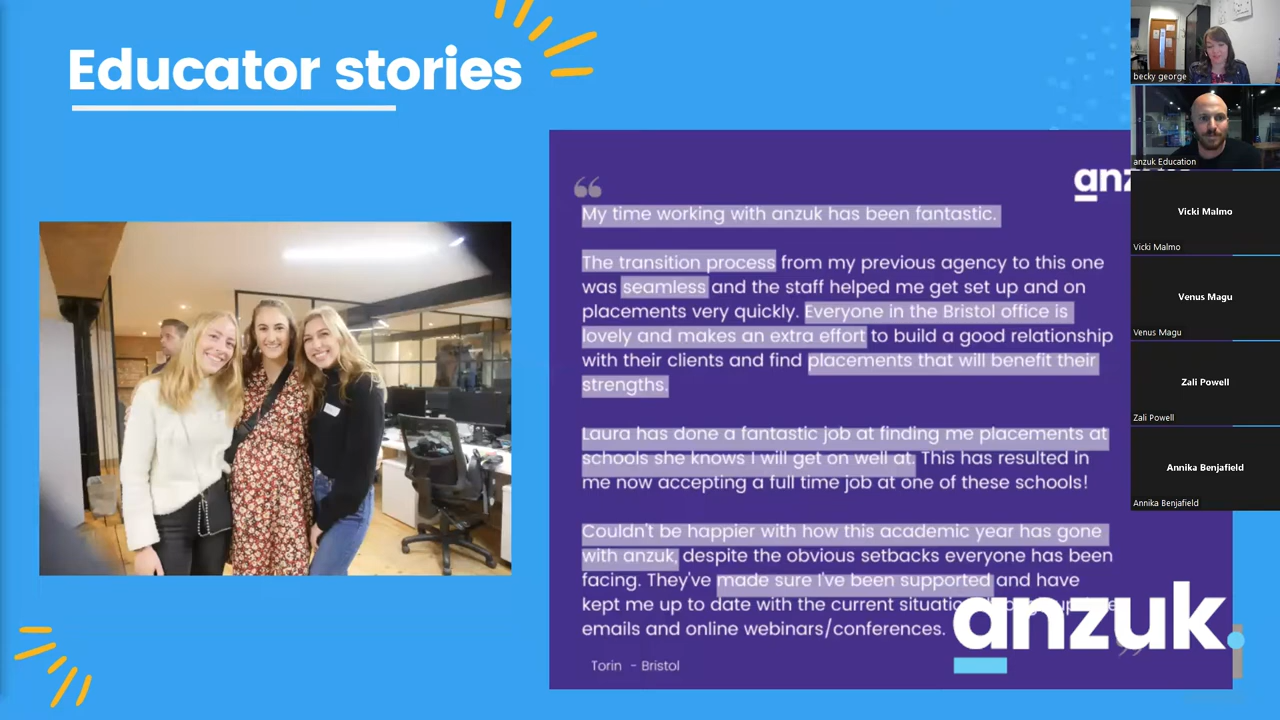 Educator stories
“
anz
My time working with anzuk has been fantastic.
The transition process from my previous agency to this one
was seamless and the staff helped me get set up and on
placements very quickly. Everyone in the Bristol office is
lovely and makes an extra effort to build a good relationship
with their clients and find placements that will benefit their
strengths.
Laura has done a fantastic job at finding me placements at
schools she knows I will get on well at. This has resulted in
me now accepting a full time job at one of these schools!
Couldn't be happier with how this academic year has gone
with anzuk, despite the obvious setbacks everyone has been
facing. They've made sure I've been supported and have
kept me up to date with the current
emails and online webinars/conferences.
Torin - Bristol
anzuk.
becky george
anzuk Education
Vicki Malmo
Vicki Malmo
Venus Magu
Venus Magu
Zali Powell
Zali Powell
Annika Benjafield
Annika Benjafield